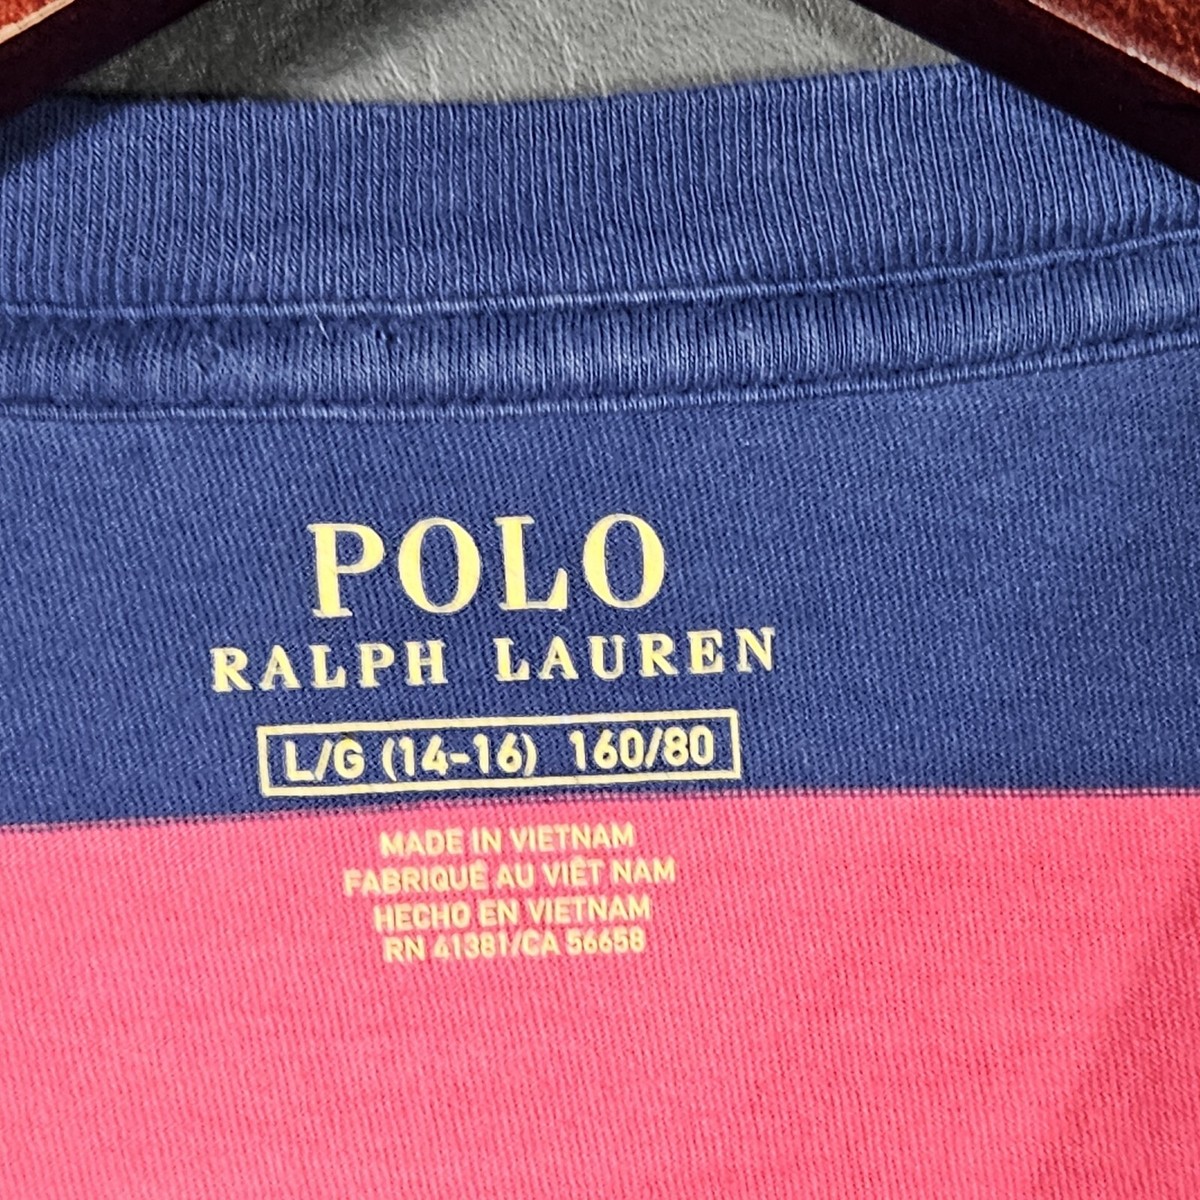 POLO
RALPH LAUREN
L/G (14-16) 160/80
MADE IN VIETNAM
FABRIQUÉ AU VIÊT NAM
HECHO EN VIETNAM
RN 41381/CA 56658